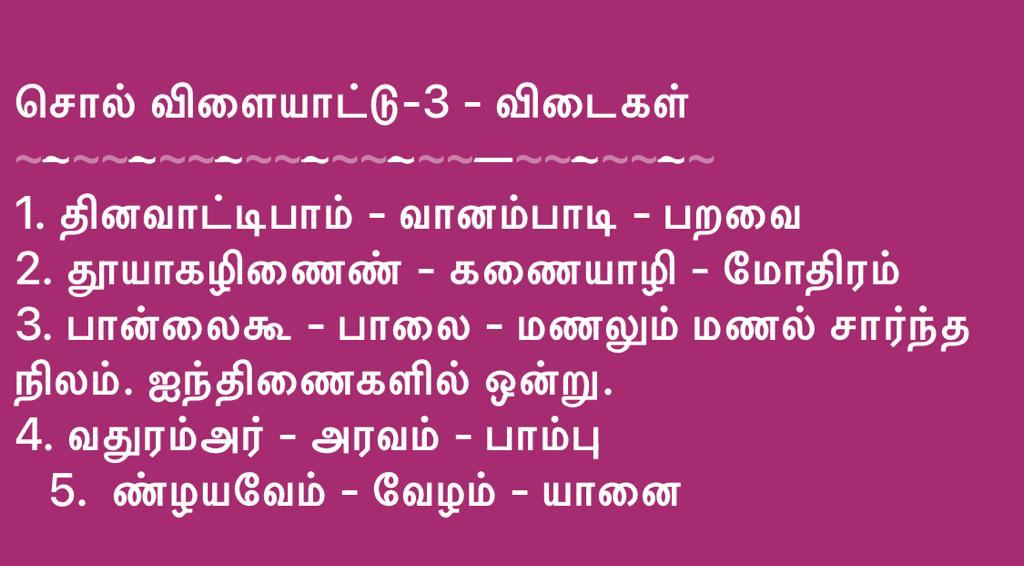 சொல் விளையாட்டு-3 - விடைகள்
~~~~~~~~~~~~~~~~—~~~~~~~
1. தினவாட்டிபாம் - வானம்பாடி - பறவை
2. தூயாகழிணைண் - கணையாழி - மோதிரம்
3. பான்லைகூ - பாலை - மணலும் மணல் சார்ந்த
நிலம். ஐந்திணைகளில் ஒன்று.
4. வதுரம்அர் - அரவம் - பாம்பு
5. ண்ழயவேம் - வேழம் - யானை